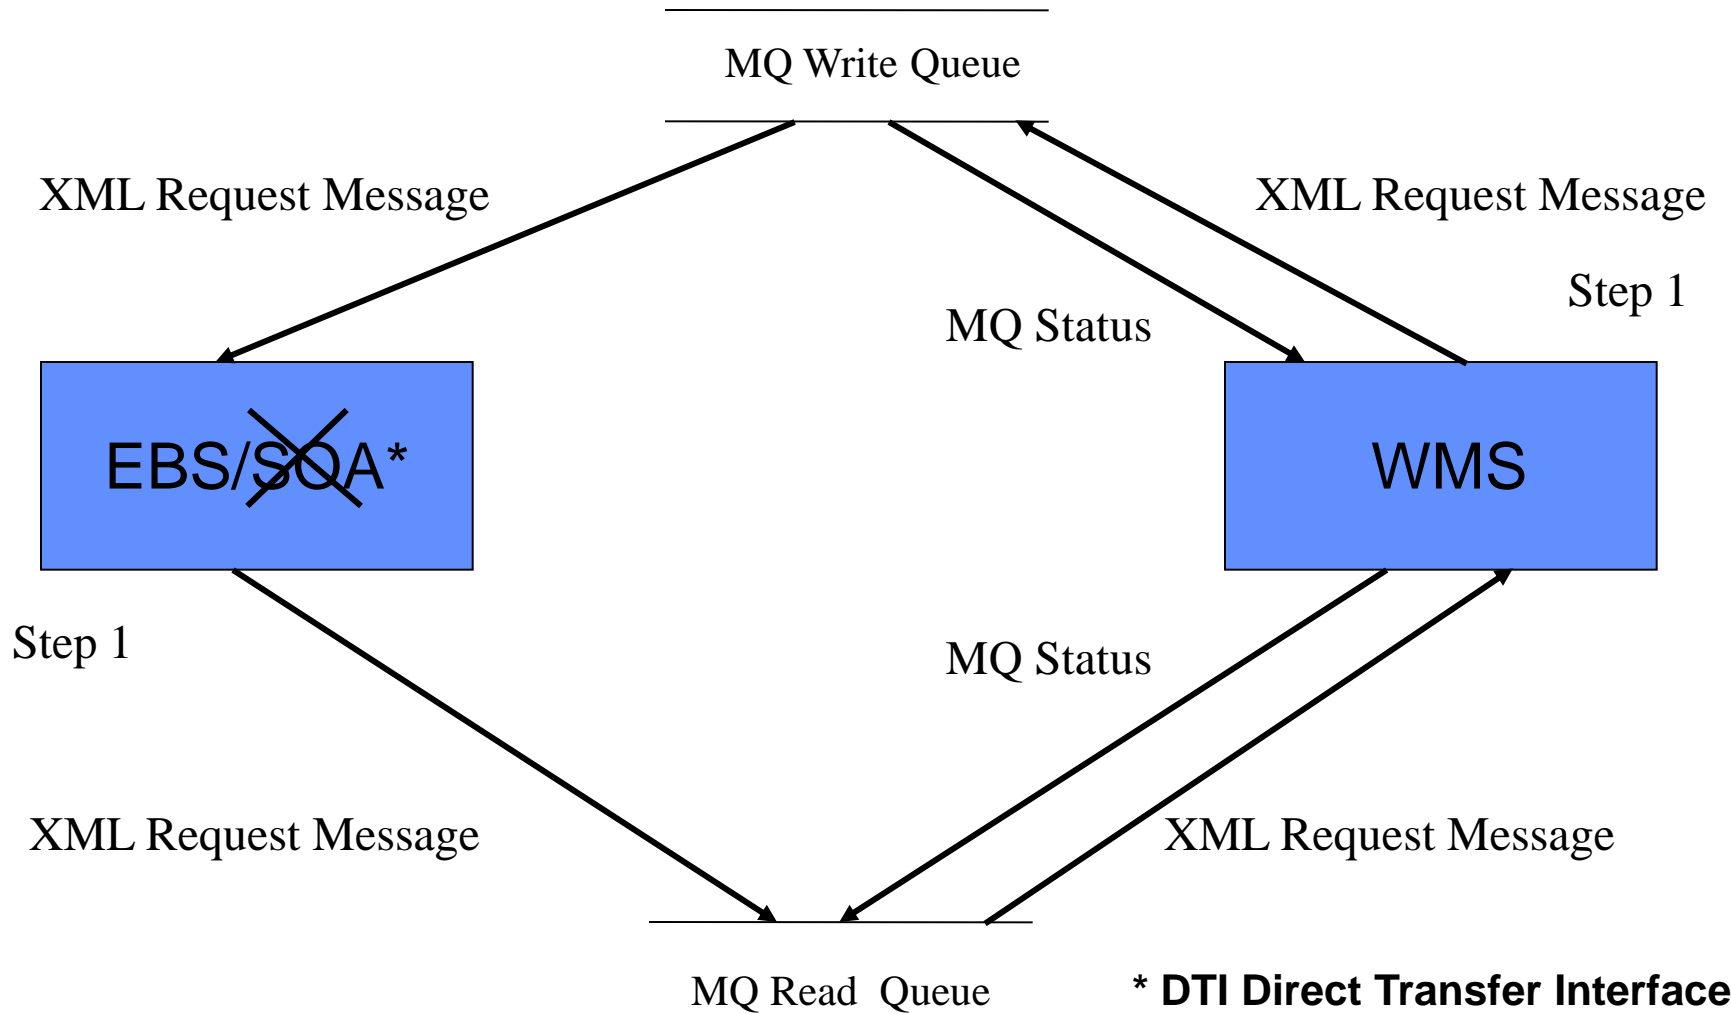 MQ Write Queue
XML Request Message
XML Request Message
Step 1
MQ Status
EBS/SOA*
WMS
Step 1
MQ Status
XML Request Message
XML Request Message
MQ Read Queue
* DTI Direct Transfer Interface